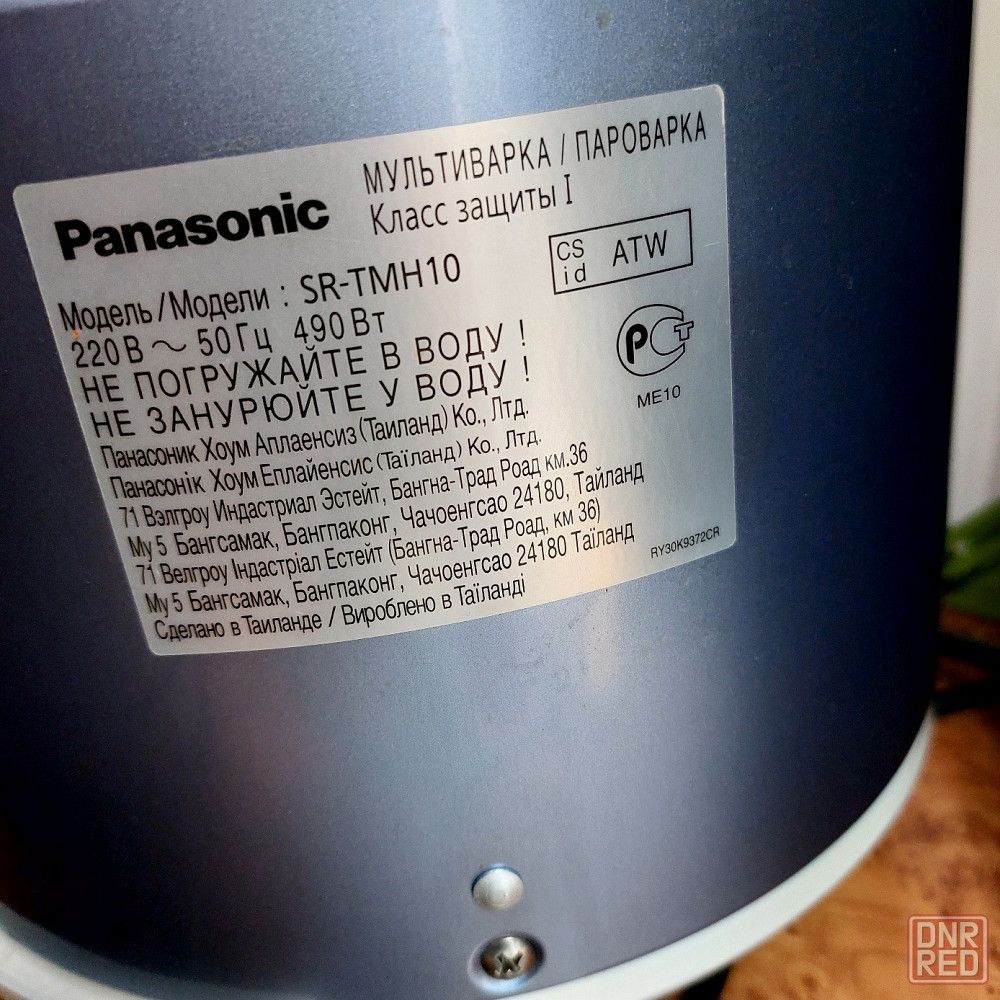 Panasonic
МУЛЬТИВАРКА / ПАРОВАРКА
Класс защиты I
Модель/Модели : SR-TMH10
CS id ATW
220 В ~ 50 Гц 490 Вт
НЕ ПОГРУЖАЙТЕ В ВОДУ !
НЕ ЗАНУРЮЙТЕ У ВОДУ !
РСТ
ME10
Панасоник Хоум Аплаенсиз (Таиланд) Ко., Лтд.
Панасонік Хоум Еплайенсис (Таїланд) Ко., Лтд.
71 Вэлгроу Индастриал Эстейт, Бангна-Трад Роад км.36
Му 5 Бангсамак, Бангпаконг, Чачоенгсао 24180, Тайланд
71 Велгроу Індастріал Естейт (Бангна-Трад Роад, км 36)
Му 5 Бангсамак, Бангпаконг, Чачоенгсао 24180 Таїланд
Сделано в Таиланде / Вироблено в Таїланді
RY30K9372CR
DNR
RED